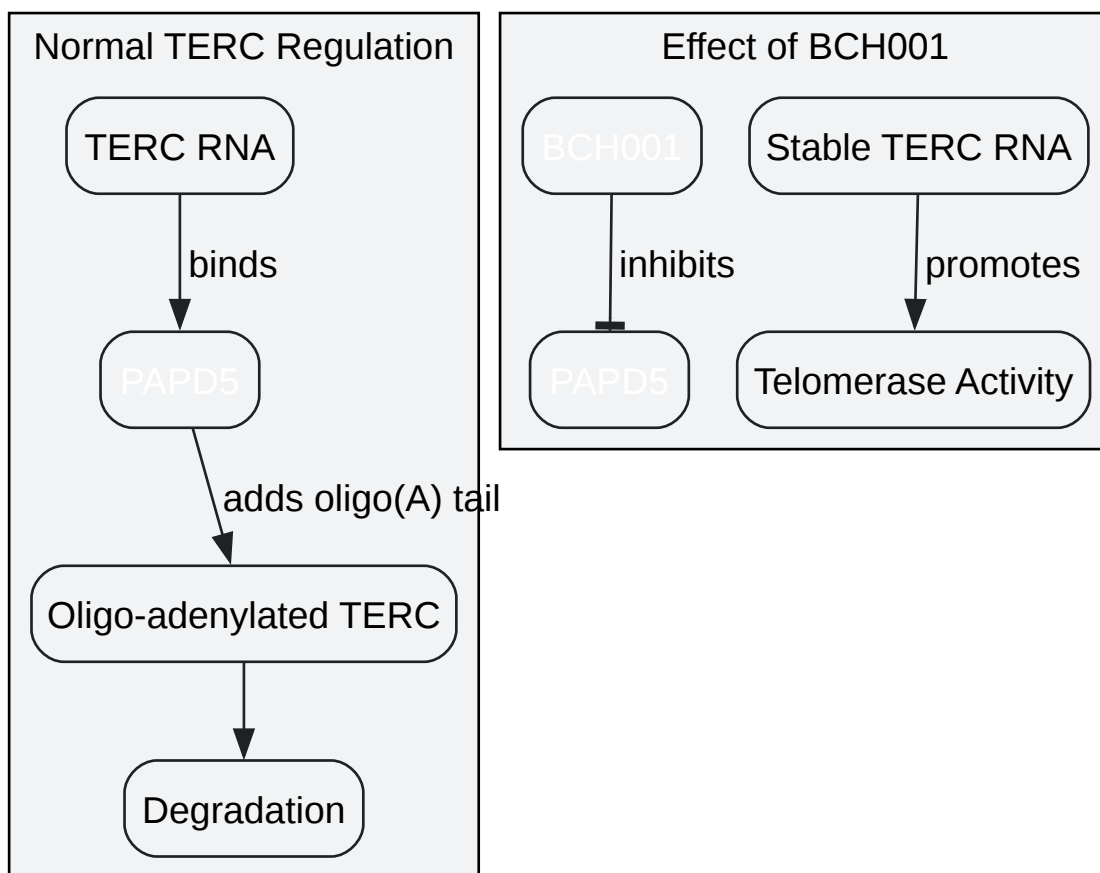 Normal TERC Regulation
TERC RNA
binds
PAPD5
adds oligo(A) tail
Oligo-adenylated TERC
Degradation
Effect of BCH001
BCH001
Stable TERC RNA
inhibits
promotes
PAPD5
Telomerase Activity